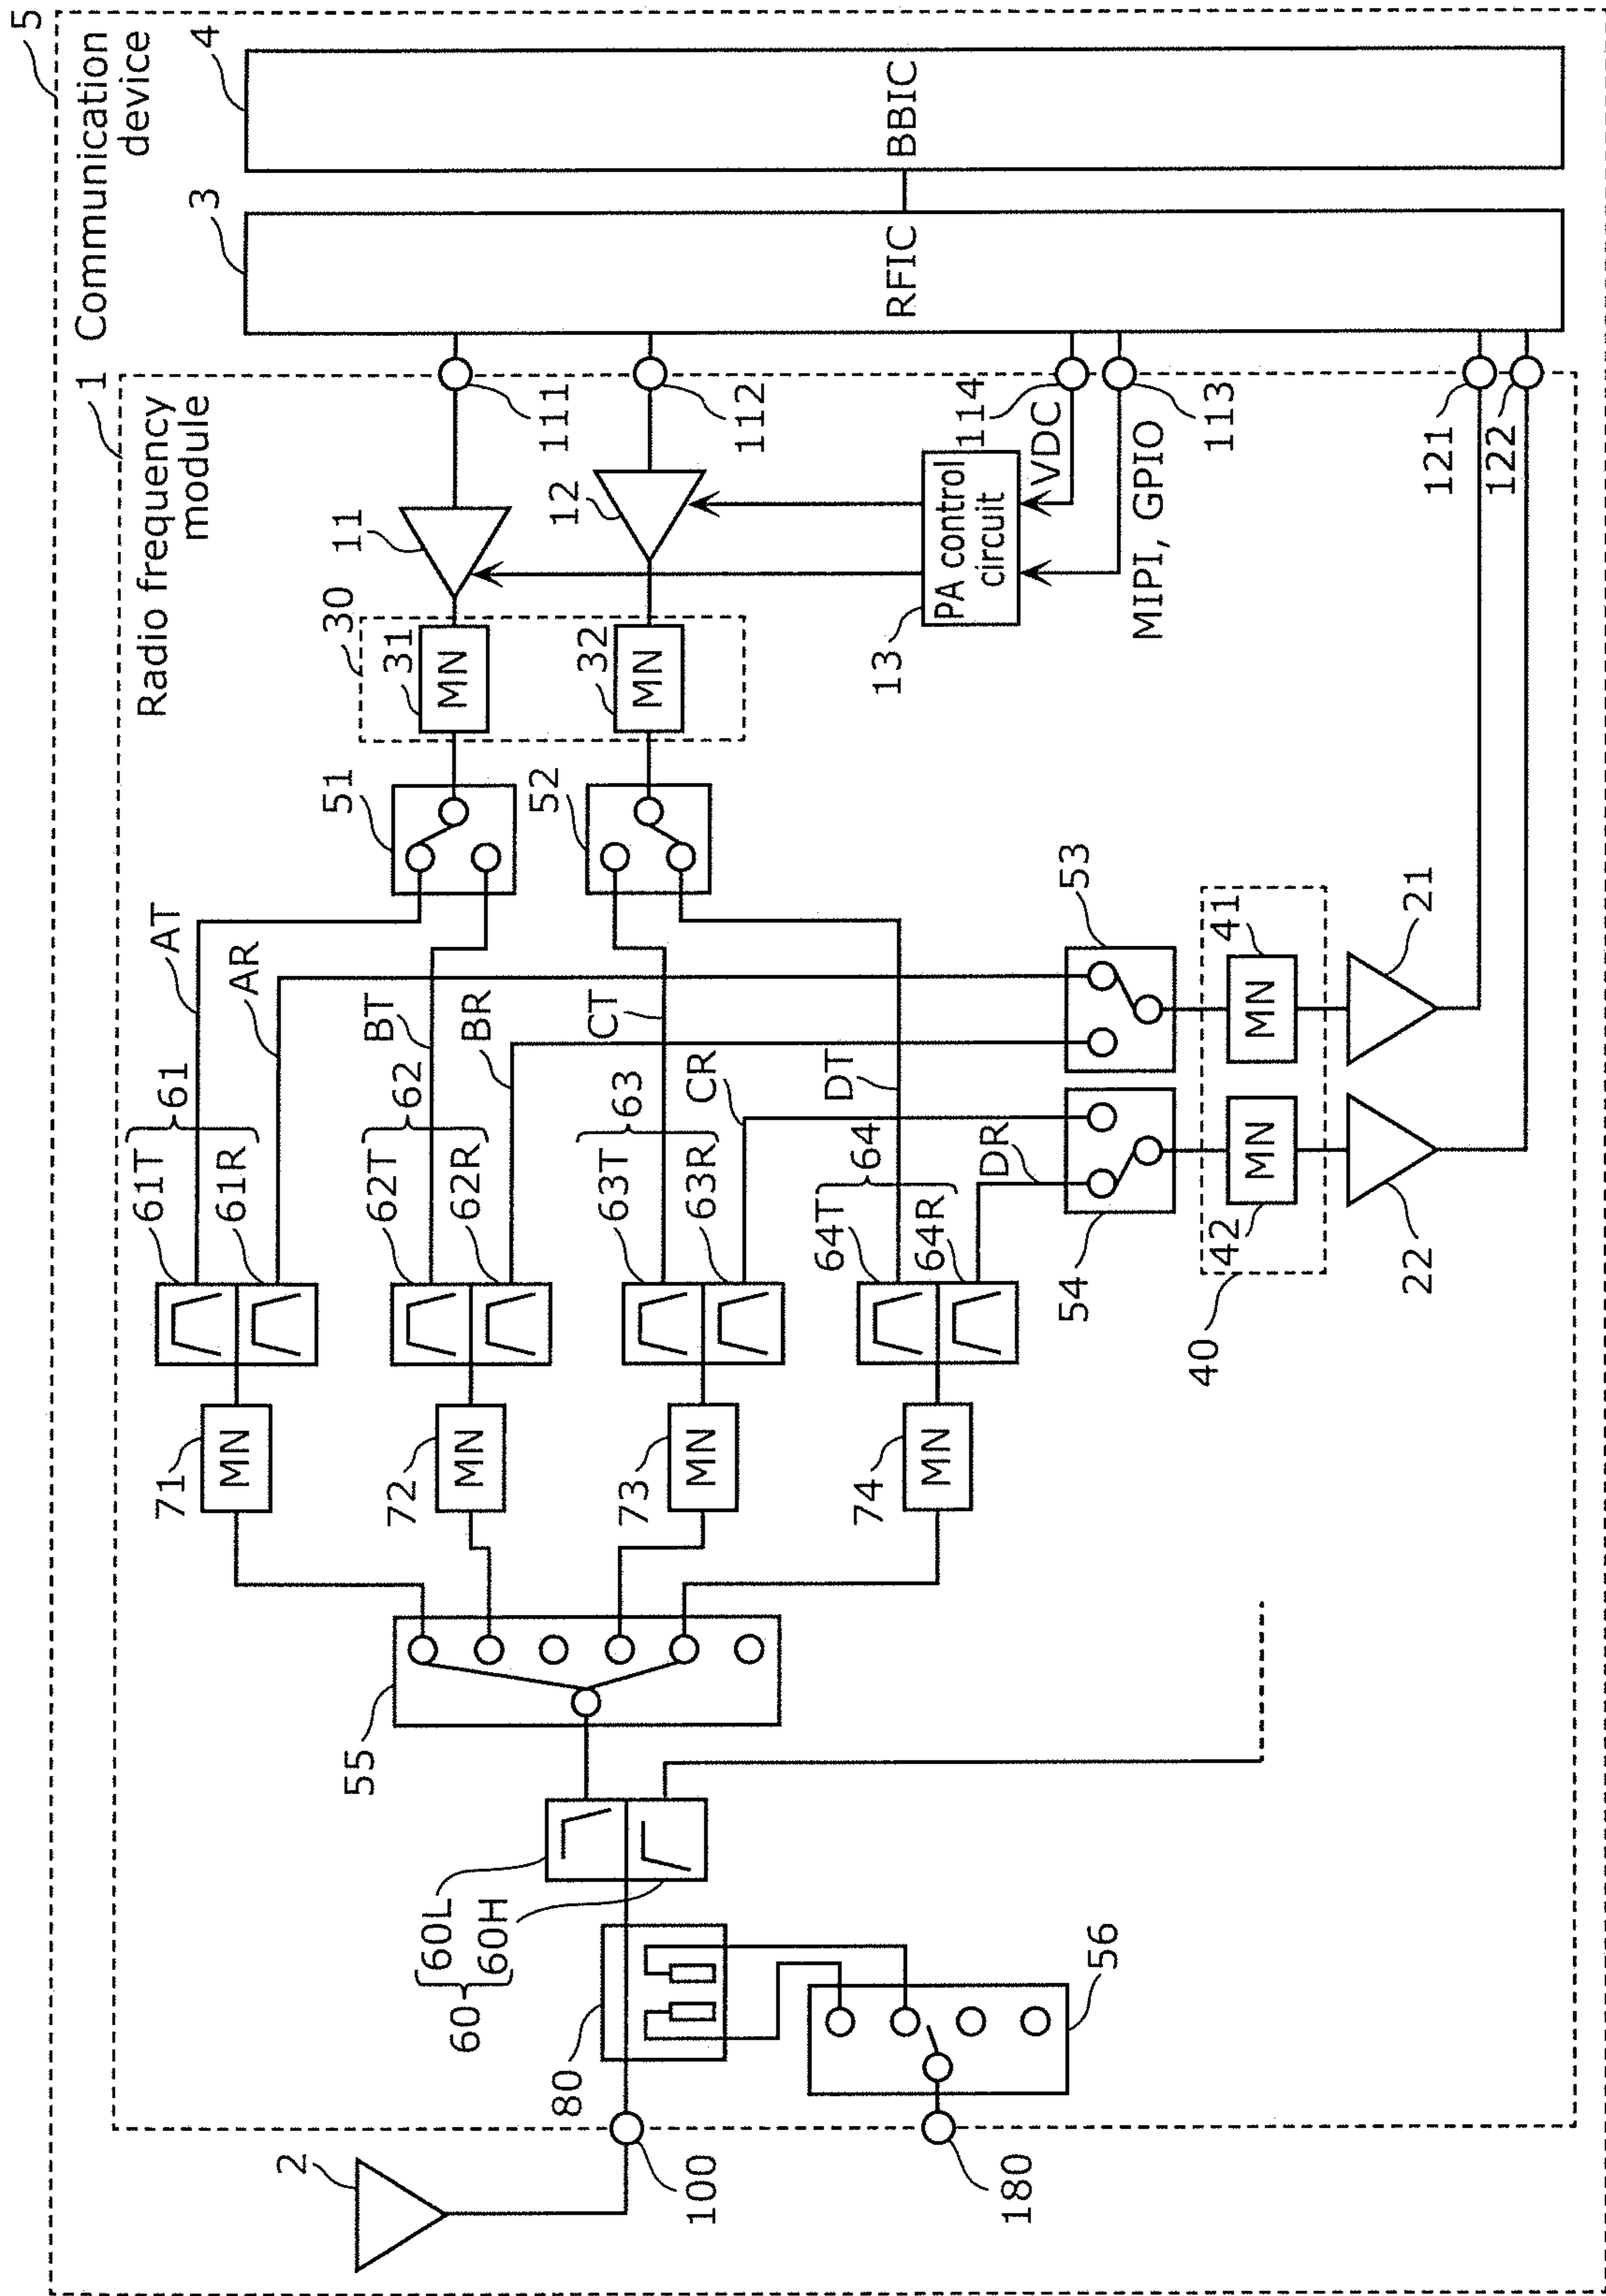 5
Communication
device
1
Radio frequency
module
4
BBIC
3
RFIC
111
112
114
VDC
113
MIPI, GPIO
121
122
11
12
PA control
circuit
13
30
31
MN
32
MN
51
52
53
54
41
MN
42
MN
40
21
22
AT
AR
BT
BR
CT
CR
DT
DR
61
61T
61R
62
62T
62R
63
63T
63R
64
64T
64R
71
MN
72
MN
73
MN
74
MN
55
60L
60H
60
80
56
2
100
180